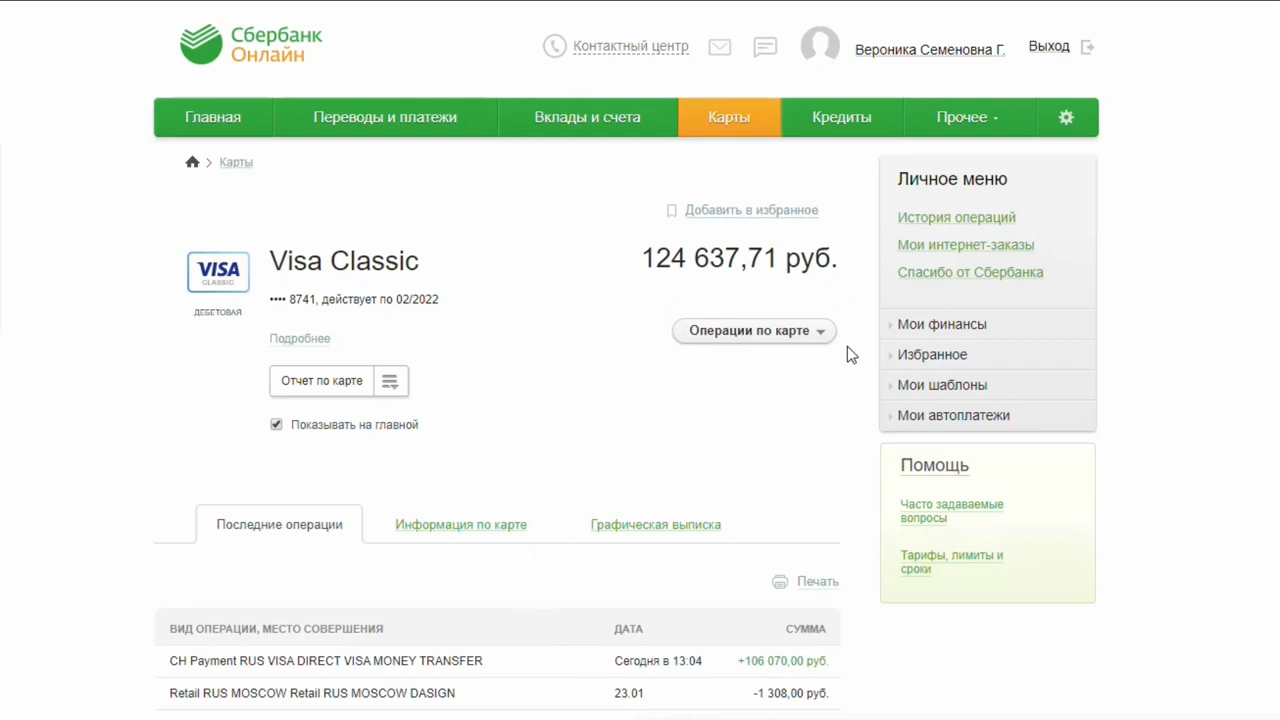 Сбербанк
Онлайн
Контактный центр
Вероника Семеновна Г.
Выход
Главная
Переводы и платежи
Вклады и счета
Карты
Кредиты
Прочее
Карты
Добавить в избранное
VISA
CLASSIC
ДЕБЕТОВАЯ
Visa Classic
124 637,71 руб.
•••• 8741, действует по 02/2022
Операции по карте
Подробнее
Отчет по карте
Показывать на главной
Личное меню
История операций
Мои интернет-заказы
Спасибо от Сбербанка
Мои финансы
Избранное
Мои шаблоны
Мои автоплатежи
Помощь
Часто задаваемые
вопросы
Тарифы, лимиты и
сроки
Последние операции
Информация по карте
Графическая выписка
Печать
ВИД ОПЕРАЦИИ, МЕСТО СОВЕРШЕНИЯ ДАТА СУММА
CH Payment RUS VISA DIRECT VISA MONEY TRANSFER Сегодня в 13:04 +106 070,00 руб.
Retail RUS MOSCOW Retail RUS MOSCOW DASIGN 23.01 -1 308,00 руб.